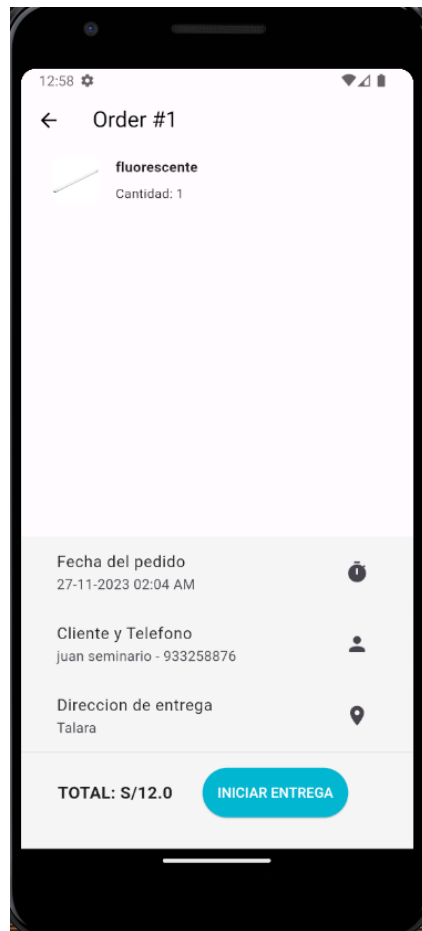 12:58
Order #1
fluorescente
Cantidad: 1
Fecha del pedido
27-11-2023 02:04 AM
Cliente y Telefono
juan seminario - 933258876
Direccion de entrega
Talara
TOTAL: S/12.0
INICIAR ENTREGA